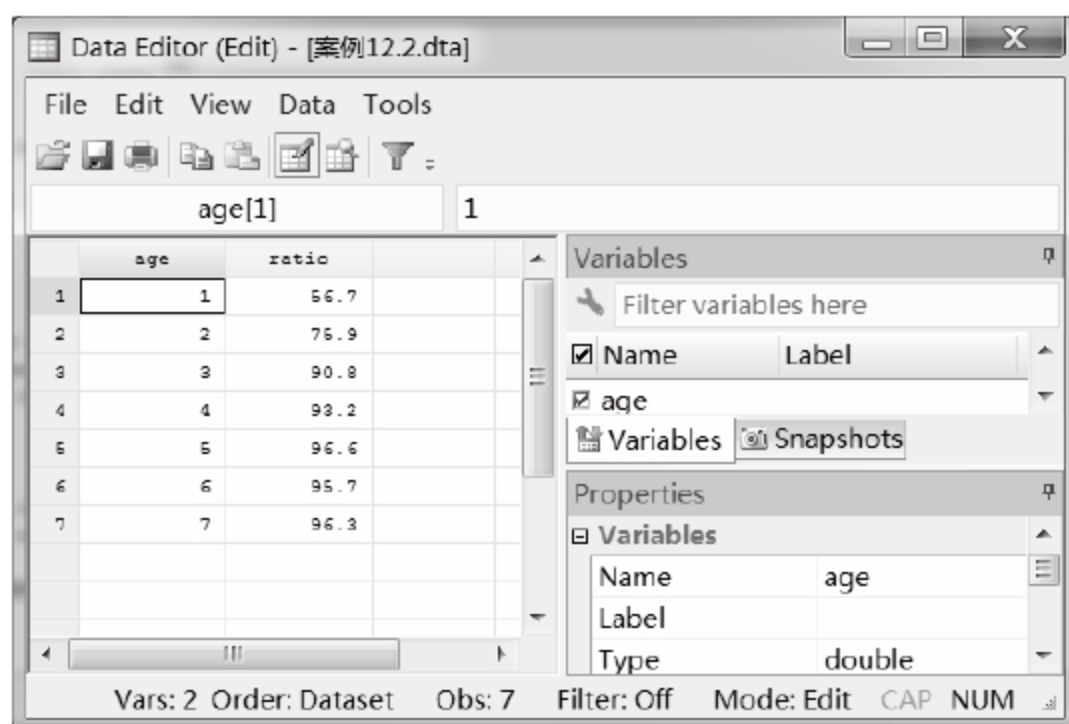 Data Editor (Edit) - [案例12.2.dta]
File Edit View Data Tools
age[1] 1
age ratio
1 1 56.7
2 2 75.9
3 3 90.8
4 4 93.2
5 5 96.6
6 6 95.7
7 7 96.3
Variables
Filter variables here
Name Label
age
Variables Snapshots
Properties
Variables
Name age
Label
Type double
Vars: 2 Order: Dataset Obs: 7 Filter: Off Mode: Edit CAP NUM